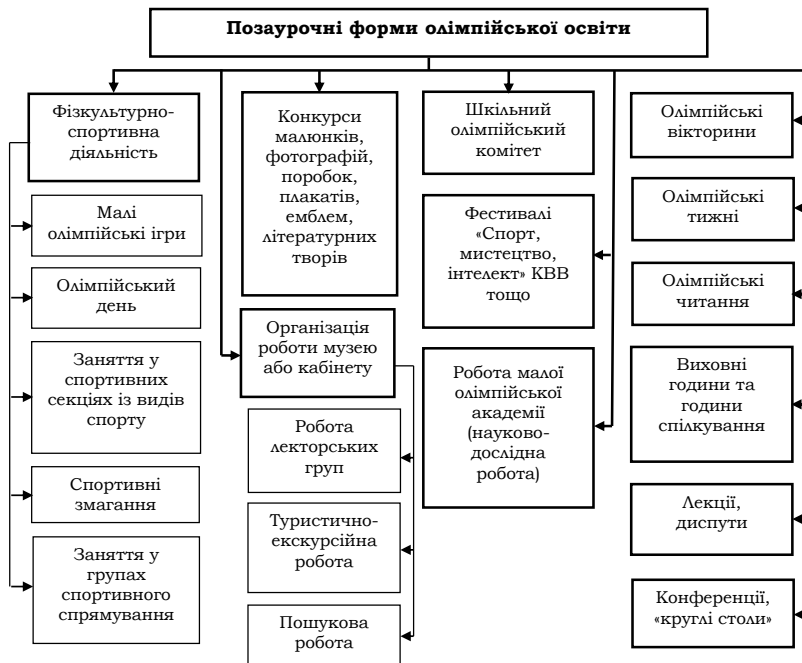 Позаурочні форми олімпійської освіти
Фізкультурно-
спортивна
діяльність
Малі
олімпійські ігри
Олімпійський
день
Заняття у
спортивних
секціях із видів
спорту
Спортивні
змагання
Заняття у
групах
спортивного
спрямування
Конкурси
малюнків,
фотографій,
поробок,
плакатів,
емблем,
літературних
творів
Організація
роботи музею
або кабінету
Робота
лекторських
груп
Туристично-
екскурсійна
робота
Пошукова
робота
Шкільний
олімпійський
комітет
Фестивалі
«Спорт,
мистецтво,
інтелект» КВВ
тощо
Робота малої
олімпійської
академії
(науково-
дослідна
робота)
Олімпійські
вікторини
Олімпійські
тижні
Олімпійські
читання
Виховні
години та
години
спілкування
Лекції,
диспути
Конференції,
«круглі столи»